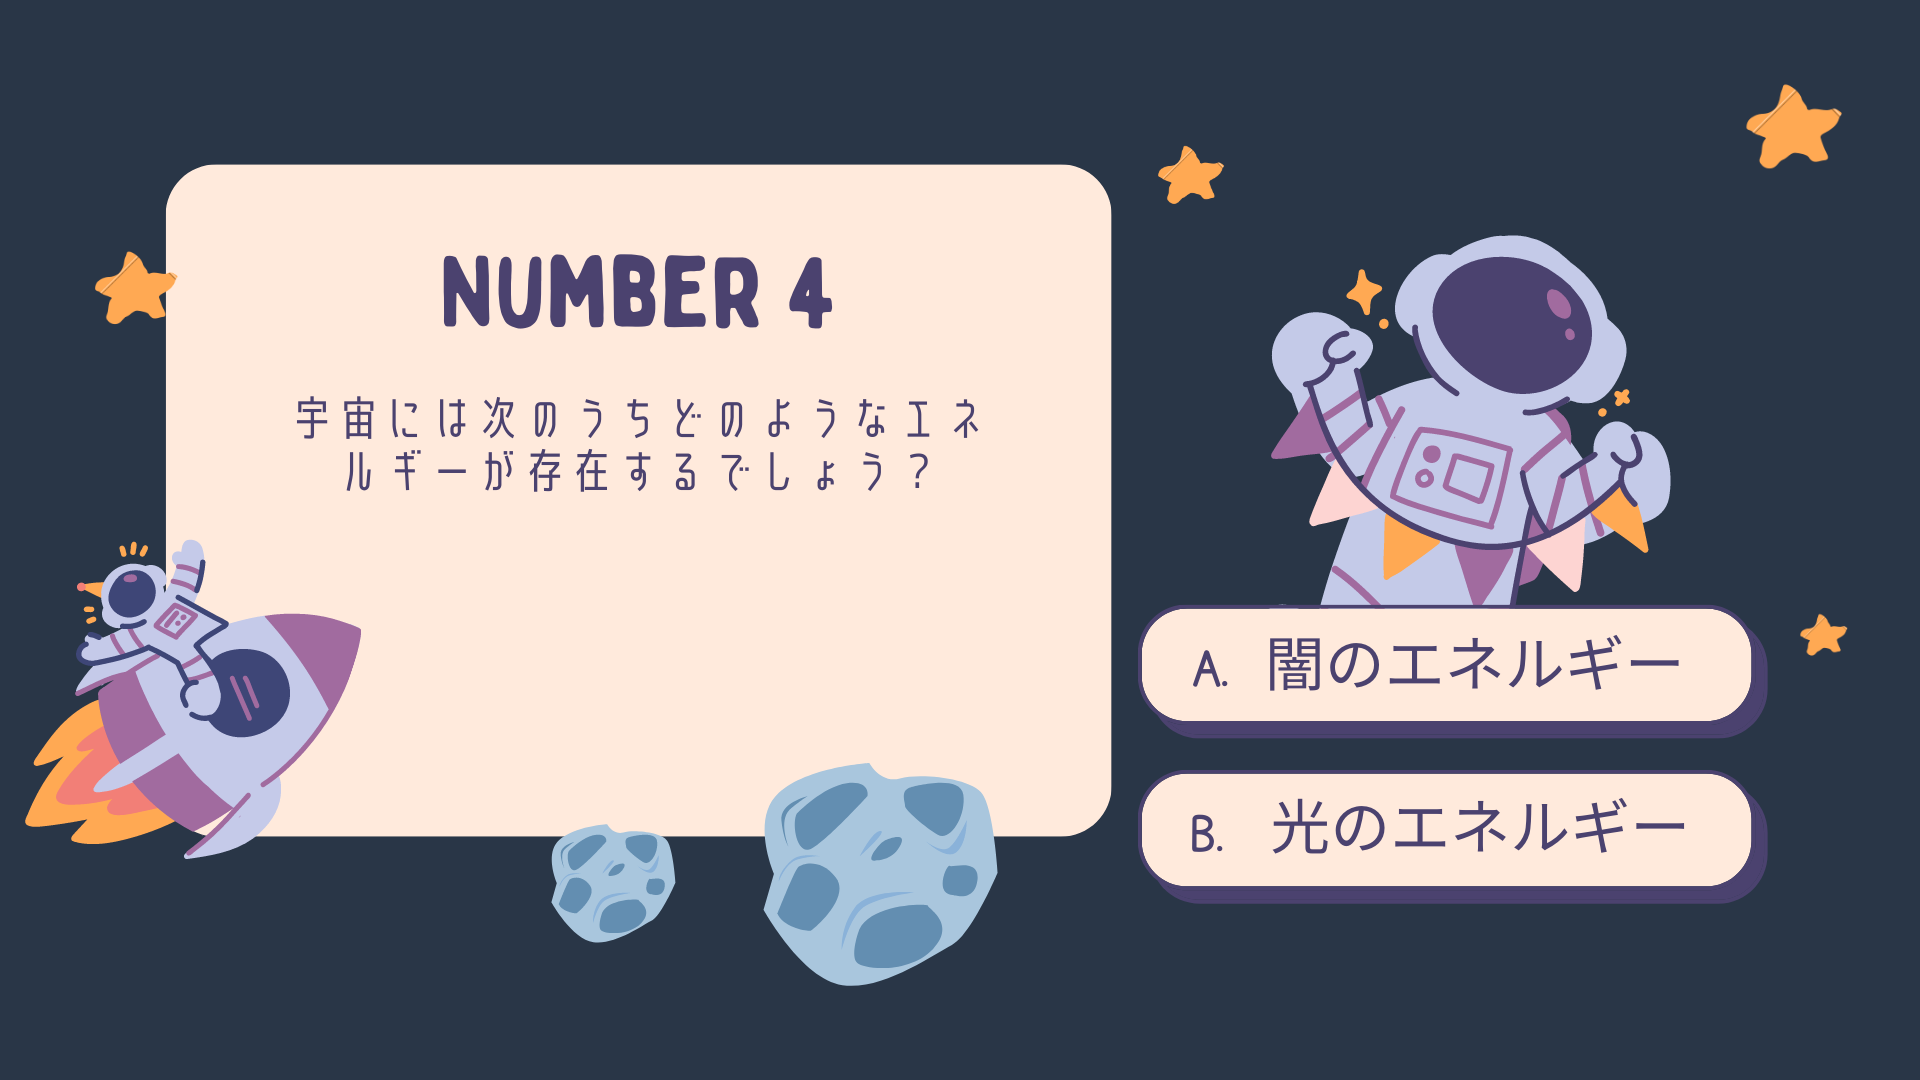 NUMBER 4
宇宙には次のうちどのようなエネ
ルギーが存在するでしょう？
A. 闇のエネルギー
B. 光のエネルギー